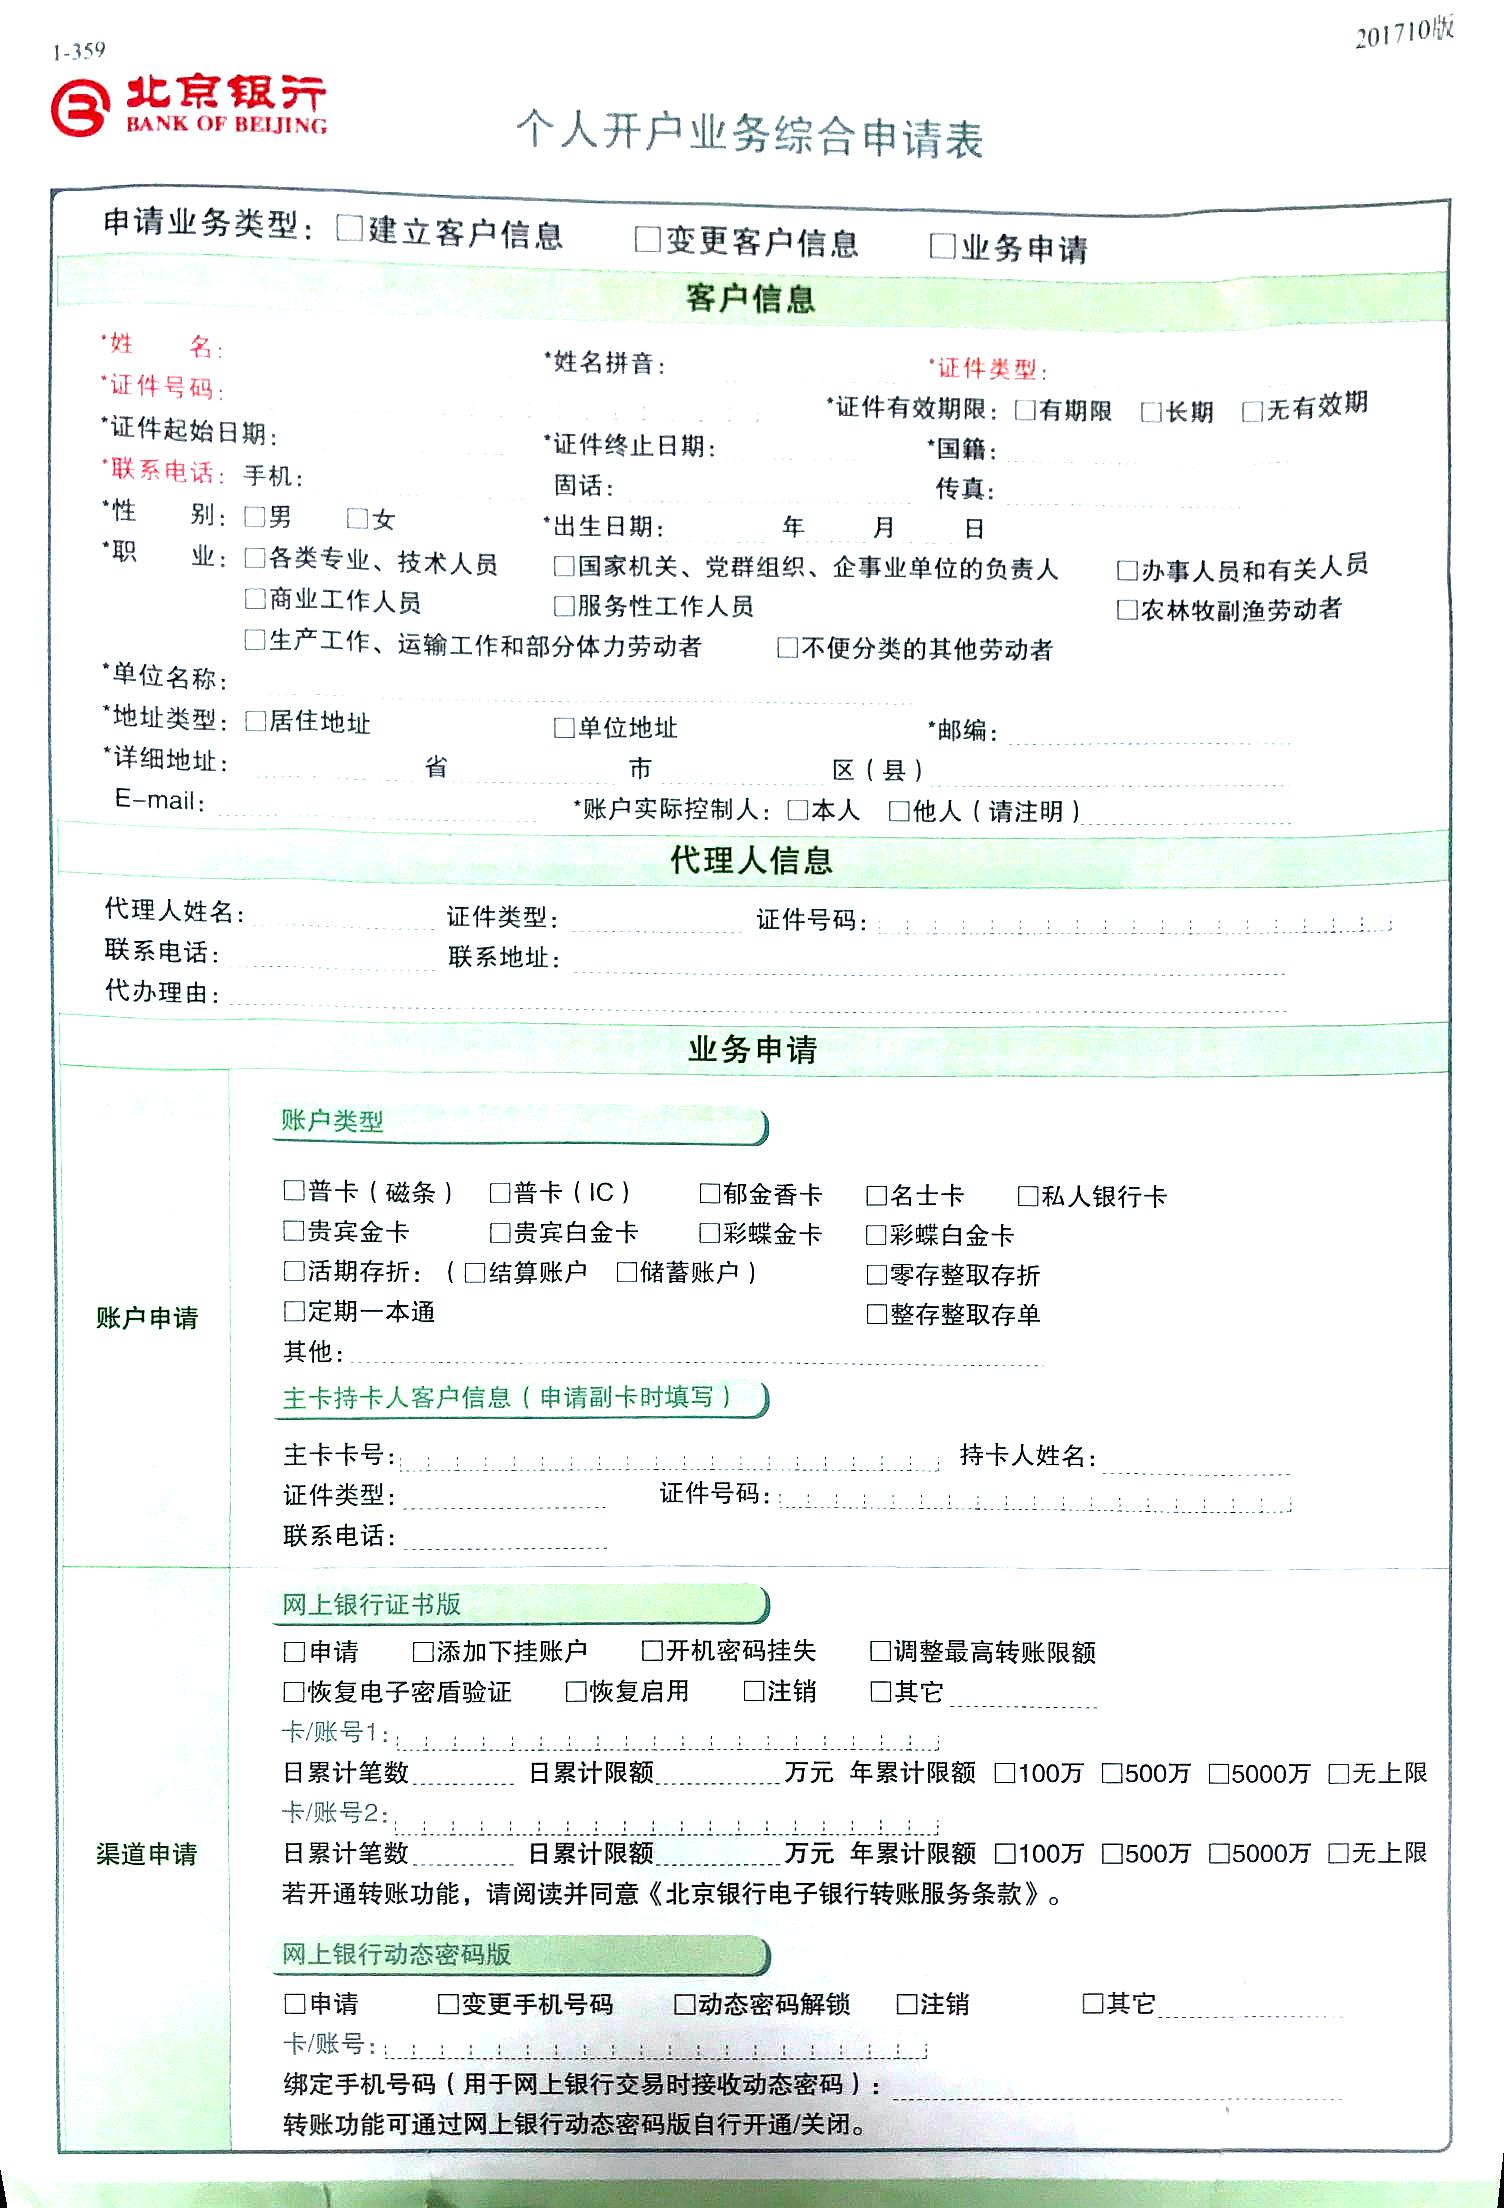 1-359
201710版
北京银行
BANK OF BEIJING
个人开户业务综合申请表
申请业务类型：□建立客户信息 □变更客户信息 □业务申请
客户信息
*姓 名： *姓名拼音： *证件类型：
*证件号码： *证件有效期限：□有期限 □长期 □无有效期
*证件起始日期： *证件终止日期： *国籍：
*联系电话：手机： 固话： 传真：
*性 别：□男 □女 *出生日期： 年 月 日
*职 业：□各类专业、技术人员 □国家机关、党群组织、企事业单位的负责人 □办事人员和有关人员
□商业工作人员 □服务性工作人员 □农林牧副渔劳动者
□生产工作、运输工作和部分体力劳动者 □不便分类的其他劳动者
*单位名称：
*地址类型：□居住地址 □单位地址 *邮编：
*详细地址： 省 市 区（县）
E-mail： *账户实际控制人：□本人 □他人（请注明）
代理人信息
代理人姓名： 证件类型： 证件号码：
联系电话： 联系地址：
代办理由：
业务申请
账户申请
账户类型
□普卡（磁条） □普卡（IC） □郁金香卡 □名士卡 □私人银行卡
□贵宾金卡 □贵宾白金卡 □彩蝶金卡 □彩蝶白金卡
□活期存折：（□结算账户 □储蓄账户） □零存整取存折
□定期一本通 □整存整取存单
其他：
主卡持卡人客户信息（申请副卡时填写）
主卡卡号： 持卡人姓名：
证件类型： 证件号码：
联系电话：
渠道申请
网上银行证书版
□申请 □添加下挂账户 □开机密码挂失 □调整最高转账限额
□恢复电子密盾验证 □恢复启用 □注销 □其它
卡/账号1：
日累计笔数 日累计限额 万元 年累计限额 □100万 □500万 □5000万 □无上限
卡/账号2：
日累计笔数 日累计限额 万元 年累计限额 □100万 □500万 □5000万 □无上限
若开通转账功能，请阅读并同意《北京银行电子银行转账服务条款》。
网上银行动态密码版
□申请 □变更手机号码 □动态密码解锁 □注销 □其它
卡/账号：
绑定手机号码（用于网上银行交易时接收动态密码）：
转账功能可通过网上银行动态密码版自行开通/关闭。